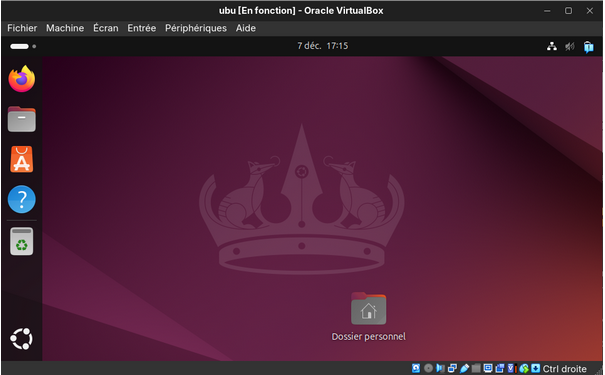 ubu [En fonction] - Oracle VirtualBox
Fichier Machine Écran Entrée Périphériques Aide
7 déc. 17:15
Dossier personnel
Ctrl droite